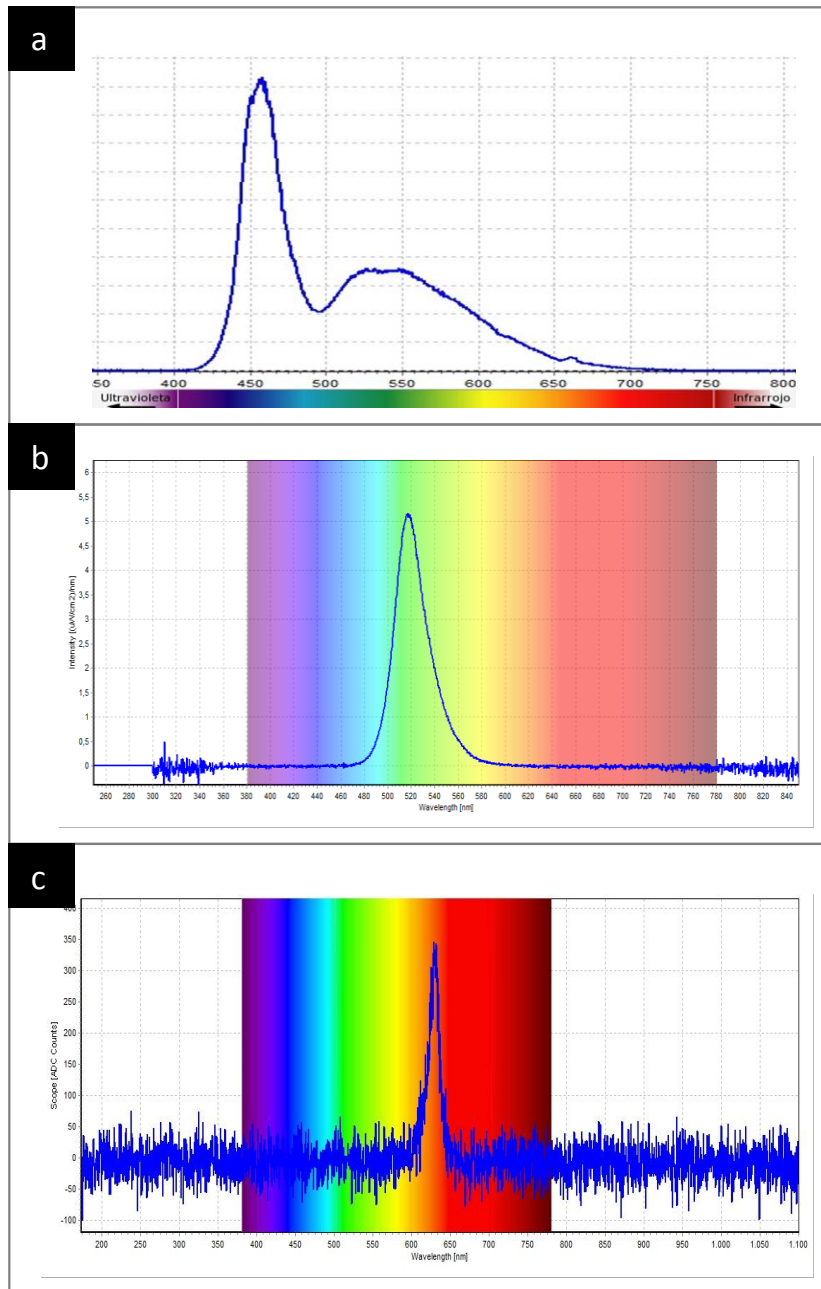 a
50 400 450 500 550 600 650 700 750 800
Ultravioleta Infrarrojo
b
6
5,5
5
4,5
4
3,5
3
2,5
2
1,5
1
0,5
0
Intensity [(uW/cm2)/nm]
260 280 300 320 340 360 380 400 420 440 460 480 500 520 540 560 580 600 620 640 660 680 700 720 740 760 780 800 820 840
Wavelength [nm]
c
400
350
300
250
200
150
100
50
0
-50
-100
Scope [ADC Counts]
200 250 300 350 400 450 500 550 600 650 700 750 800 850 900 950 1.000 1.050 1.100
Wavelength [nm]